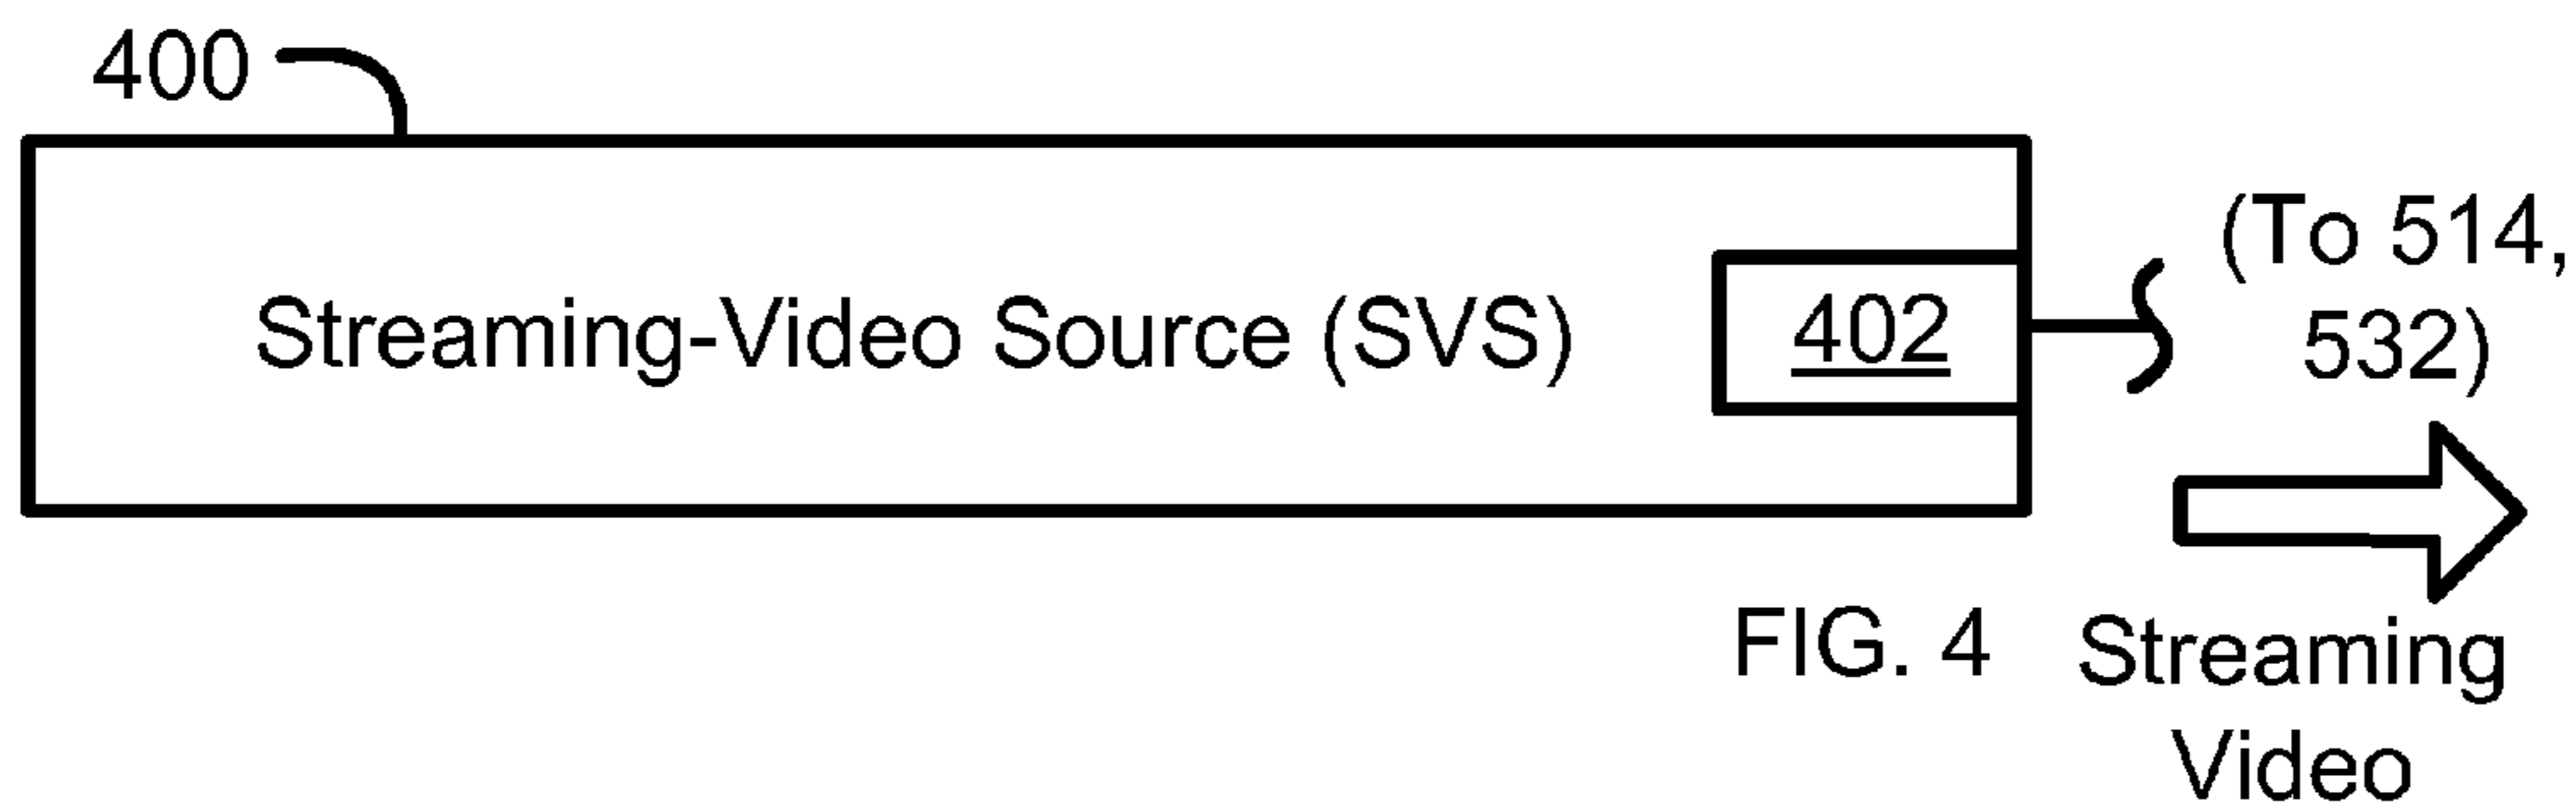 400
Streaming-Video Source (SVS)
402
(To 514,
532)
FIG. 4
Streaming
Video